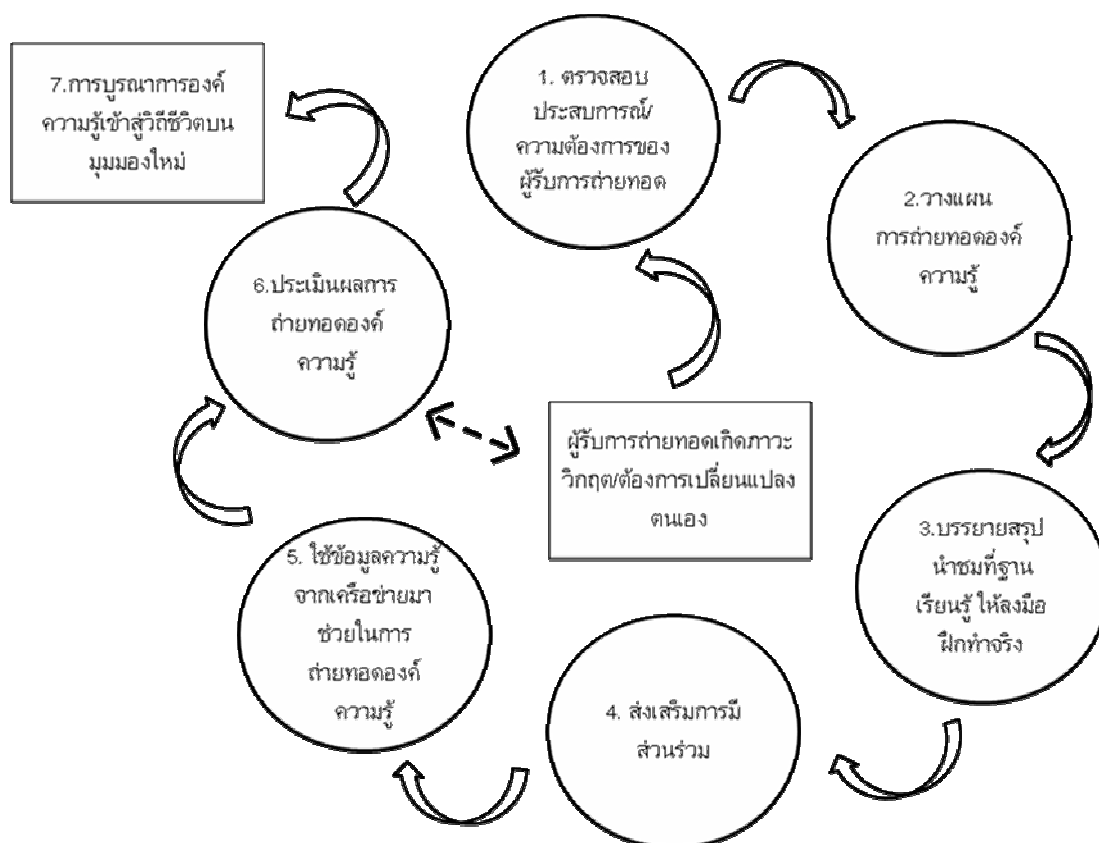 1. ตรวจสอบ
ประสบการณ์/
ความต้องการของ
ผู้รับการถ่ายทอด
2.วางแผน
การถ่ายทอดองค์
ความรู้
3.บรรยายสรุป
นำชมที่ฐาน
เรียนรู้ ให้ลงมือ
ฝึกทำจริง
4. ส่งเสริมการมี
ส่วนร่วม
5. ใช้ข้อมูลความรู้
จากเครือข่ายมา
ช่วยในการ
ถ่ายทอดองค์
ความรู้
6.ประเมินผลการ
ถ่ายทอดองค์
ความรู้
7.การบูรณาการองค์
ความรู้เข้าสู่วิถีชีวิตบน
มุมมองใหม่
ผู้รับการถ่ายทอดเกิดภาวะ
วิกฤต/ต้องการเปลี่ยนแปลง
ตนเอง